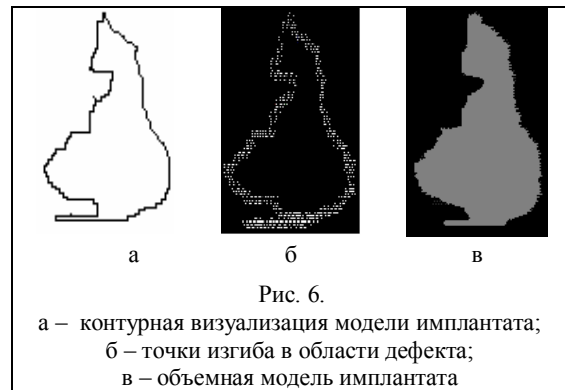 а б в
Рис. 6.
а – контурная визуализация модели имплантата;
б – точки изгиба в области дефекта;
в – объемная модель имплантата